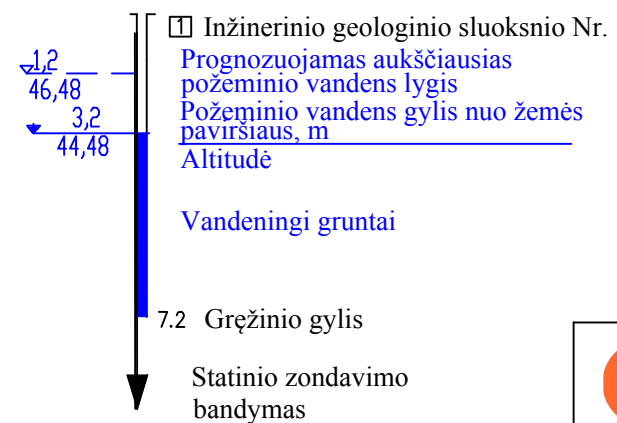 1 Inžinerinio geologinio sluoksnio Nr.
1,2
46,48
Prognozuojamas aukščiausias
požeminio vandens lygis
3,2
44,48
Požeminio vandens gylis nuo žemės
paviršiaus, m
Altitudė
Vandeningi gruntai
7.2 Gręžinio gylis
Statinio zondavimo
bandymas